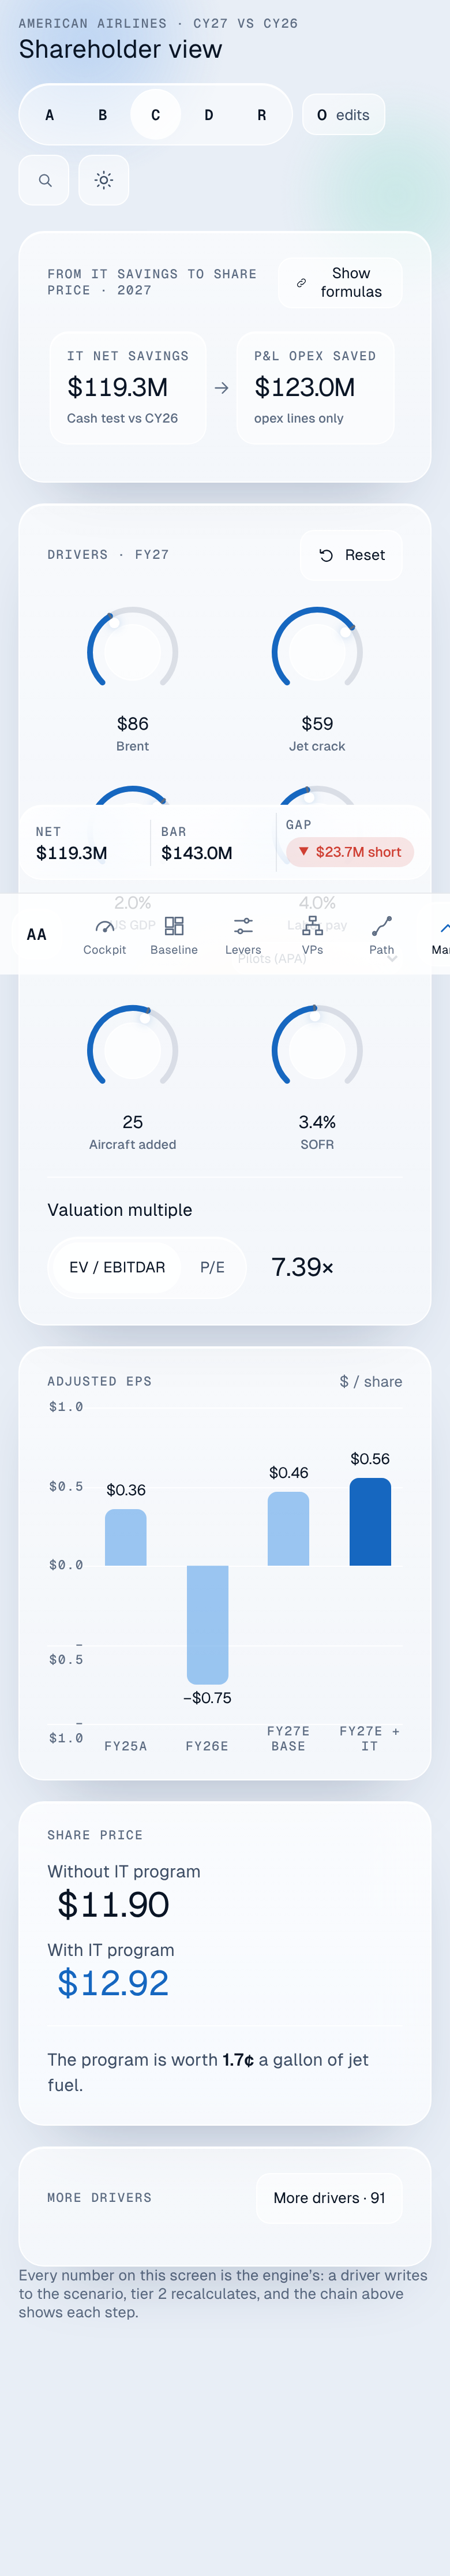 AMERICAN AIRLINES · CY27 VS CY26
Shareholder view
A B C D R
0 edits
FROM IT SAVINGS TO SHARE
PRICE · 2027
Show
formulas
IT NET SAVINGS
$119.3M
Cash test vs CY26
→
P&L OPEX SAVED
$123.0M
opex lines only
DRIVERS · FY27
Reset
$86
Brent
$59
Jet crack
NET
$119.3M
BAR
$143.0M
GAP
▼ $23.7M short
2.0%
US GDP
4.0%
pay
Pilots (APA)
AA
Cockpit
Baseline
Levers
VPs
Path
Mar
25
Aircraft added
3.4%
SOFR
Valuation multiple
EV / EBITDAR
P/E
7.39×
ADJUSTED EPS
$ / share
$1.0
$0.5
$0.0
–
$0.5
–
$1.0
$0.36
–$0.75
$0.46
$0.56
FY25A
FY26E
FY27E
BASE
FY27E +
IT
SHARE PRICE
Without IT program
$11.90
With IT program
$12.92
The program is worth 1.7¢ a gallon of jet
fuel.
MORE DRIVERS
More drivers · 91
Every number on this screen is the engine's: a driver writes
to the scenario, tier 2 recalculates, and the chain above
shows each step.